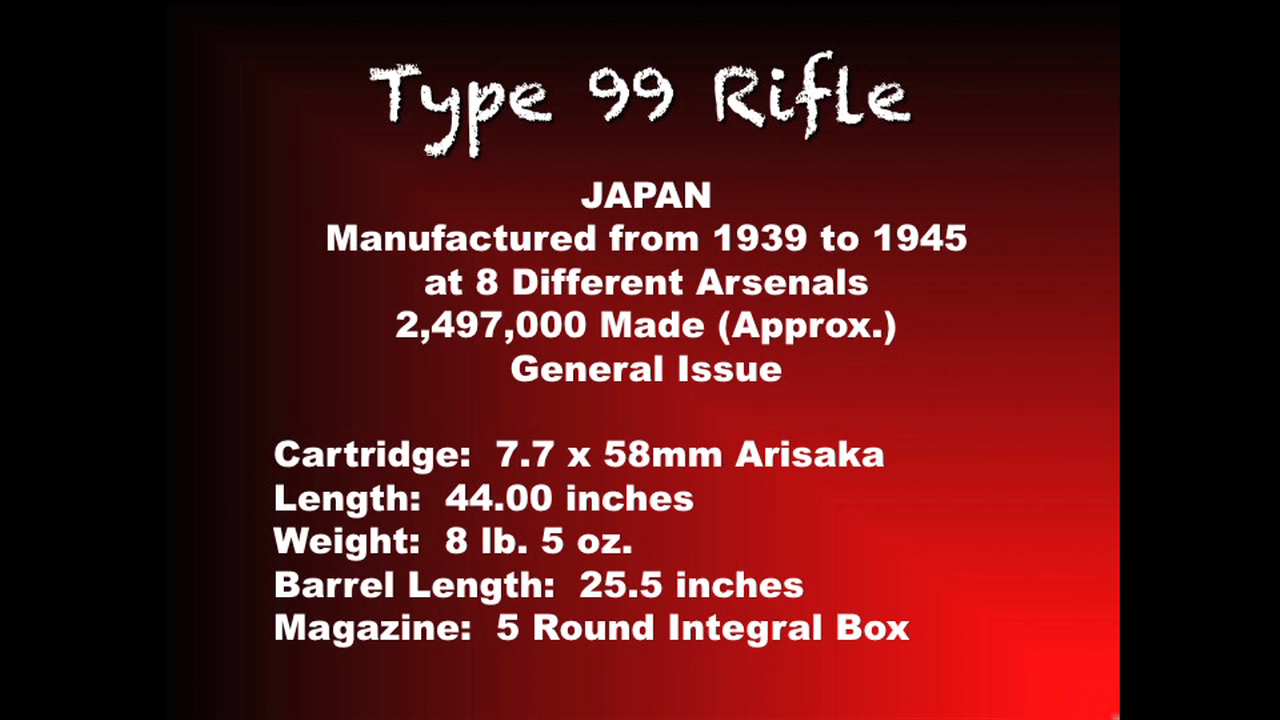 Type 99 Rifle
JAPAN
Manufactured from 1939 to 1945
at 8 Different Arsenals
2,497,000 Made (Approx.)
General Issue
Cartridge:  7.7 x 58mm Arisaka
Length:  44.00 inches
Weight:  8 lb. 5 oz.
Barrel Length:  25.5 inches
Magazine:  5 Round Integral Box